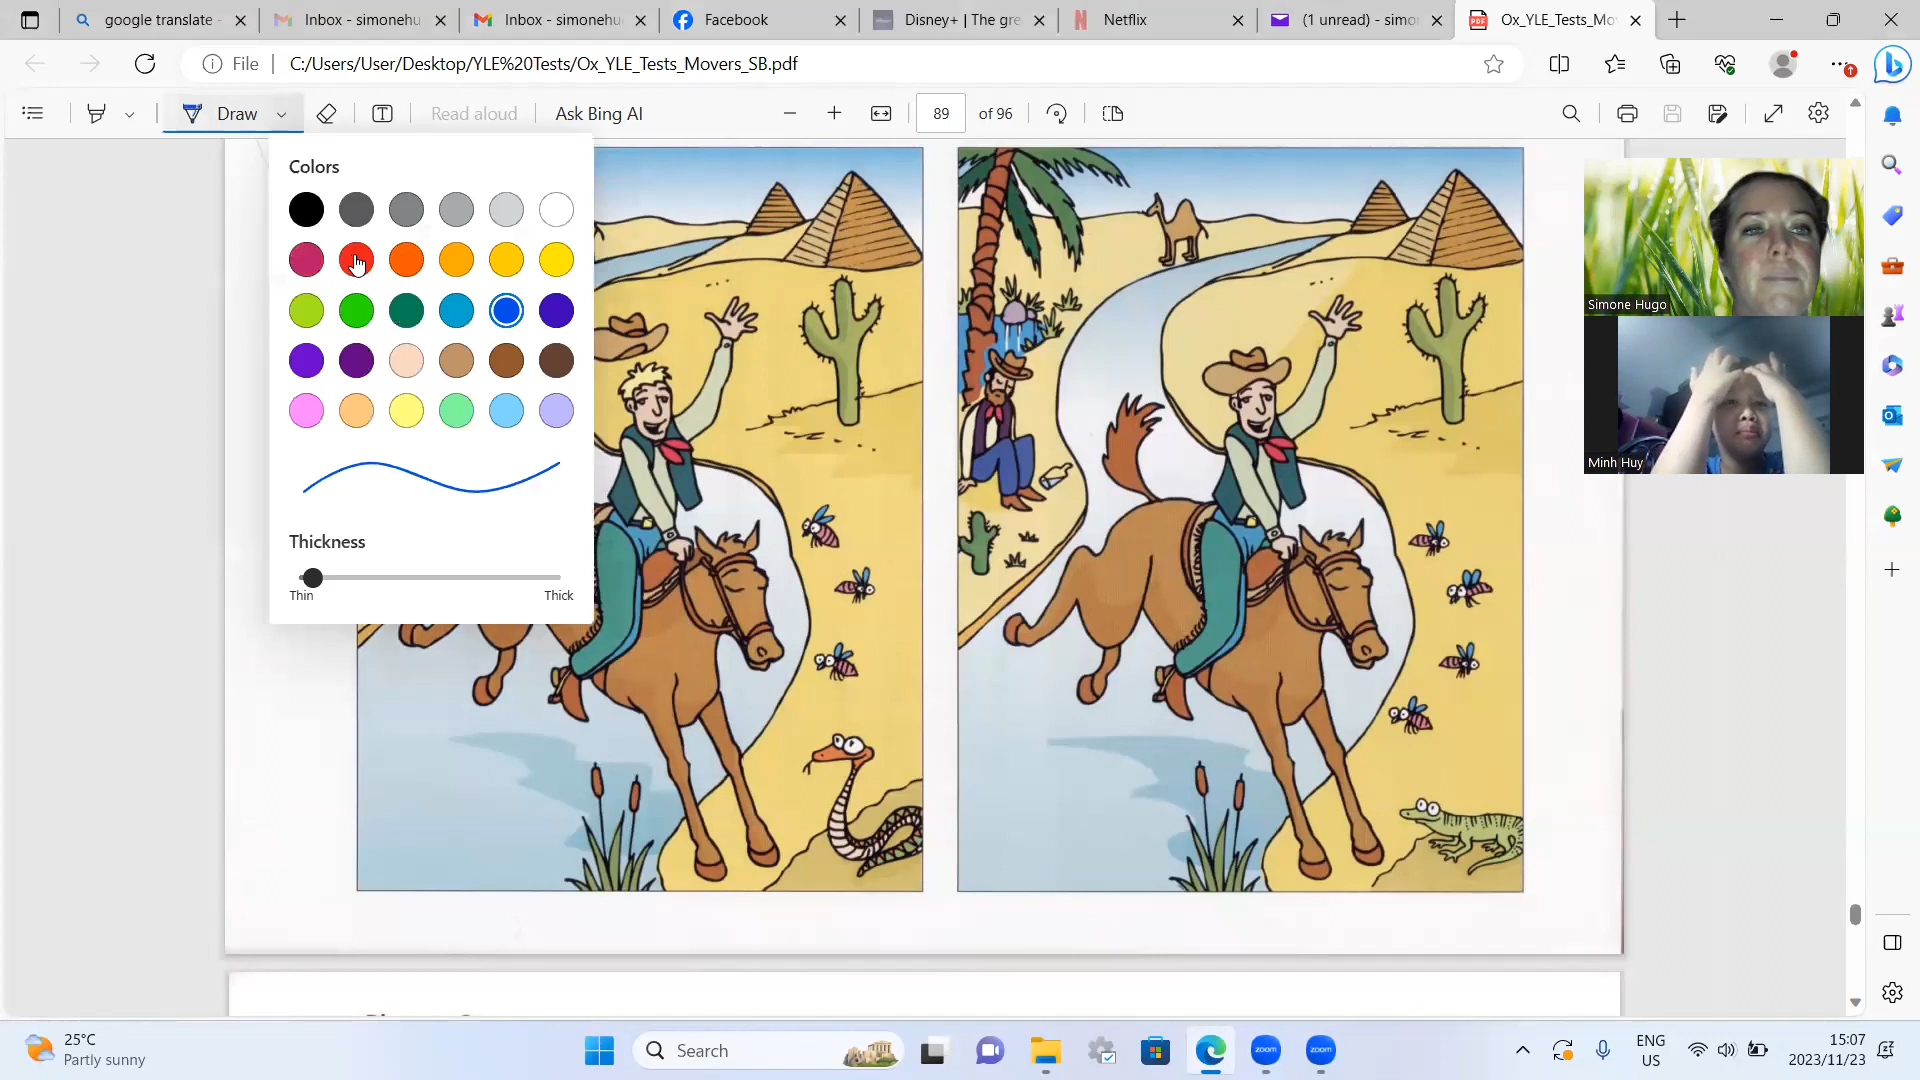 google translate -
Inbox - simonehu
Inbox - simonehu
Facebook
Disney+ | The gre
Netflix
(1 unread) - simo
Ox_YLE_Tests_Mo
File
C:/Users/User/Desktop/YLE%20Tests/Ox_YLE_Tests_Movers_SB.pdf
Draw
Read aloud
Ask Bing AI
89
of 96
Colors
Thickness
Thin
Thick
Simone Hugo
Minh Huy
25°C
Partly sunny
Search
zoom
zoom
ENG
US
15:07
2023/11/23